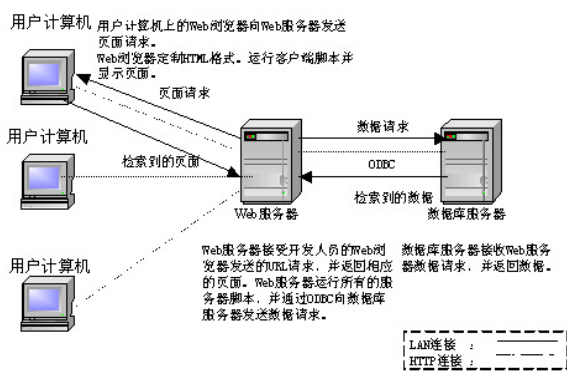 用户计算机
用户计算机上的Web浏览器向Web服务器发送
页面请求。
Web浏览器定制HTML格式。运行客户端脚本并
显示页面。
页面请求
用户计算机
数据请求
检索到的页面
ODBC
检索到的数据
Web服务器
数据库服务器
用户计算机
Web服务器接受开发人员的Web浏
览器发送的URL请求，并返回相应
的页面。Web服务器运行所有的服
务器脚本，并通过ODBC向数据库
服务器发送数据请求。
数据库服务器接收Web服务
器数据请求，并返回数据。
LAN连接 ：
HTTP连接 ：